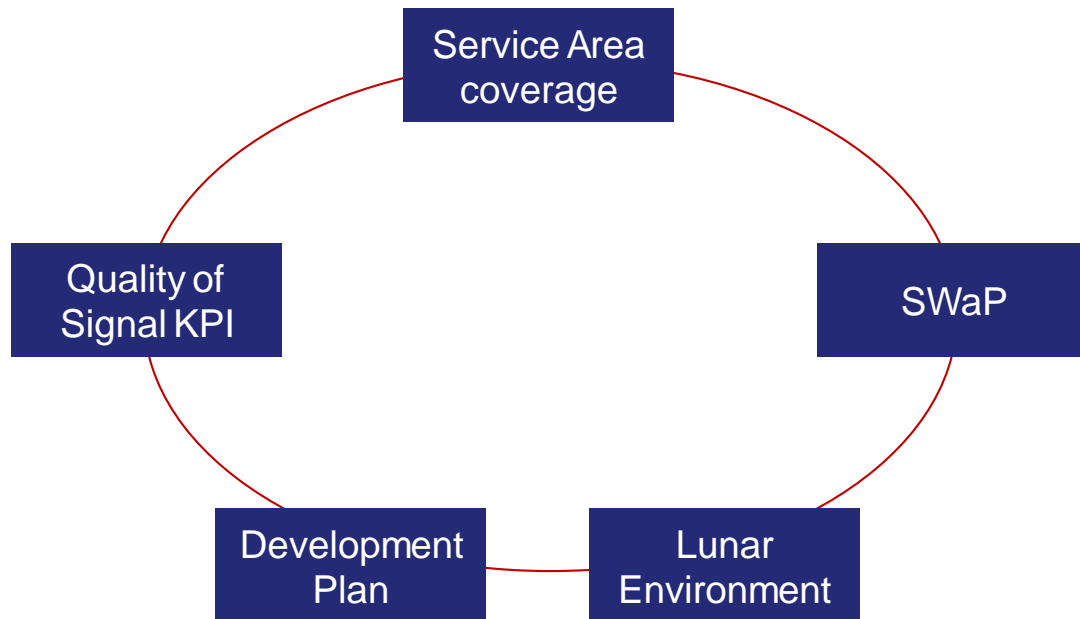 Service Area
coverage
Quality of
Signal KPI
SWaP
Development
Plan
Lunar
Environment